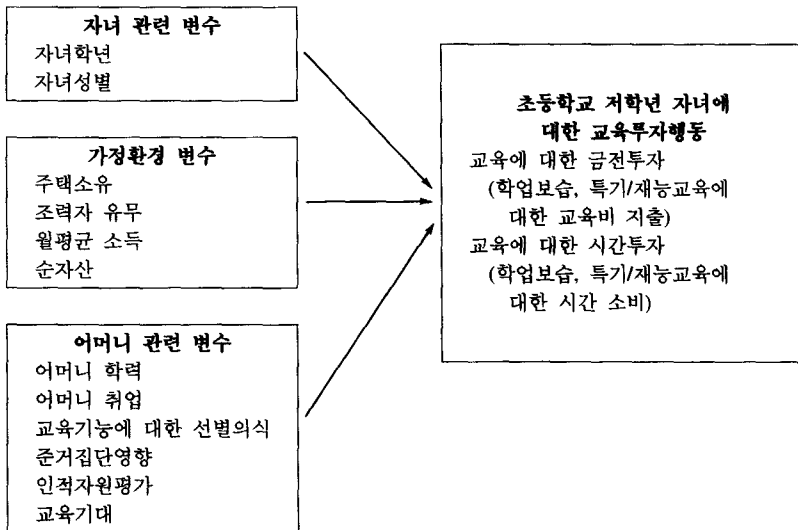 자녀 관련 변수
자녀학년
자녀성별
가정환경 변수
주택소유
조력자 유무
월평균 소득
순자산
어머니 관련 변수
어머니 학력
어머니 취업
교육기능에 대한 선별의식
준거집단영향
인적자원평가
교육기대
초등학교 저학년 자녀에
대한 교육투자행동
교육에 대한 금전투자
(학업보습, 특기/재능교육에
대한 교육비 지출)
교육에 대한 시간투자
(학업보습, 특기/재능교육에
대한 시간 소비)